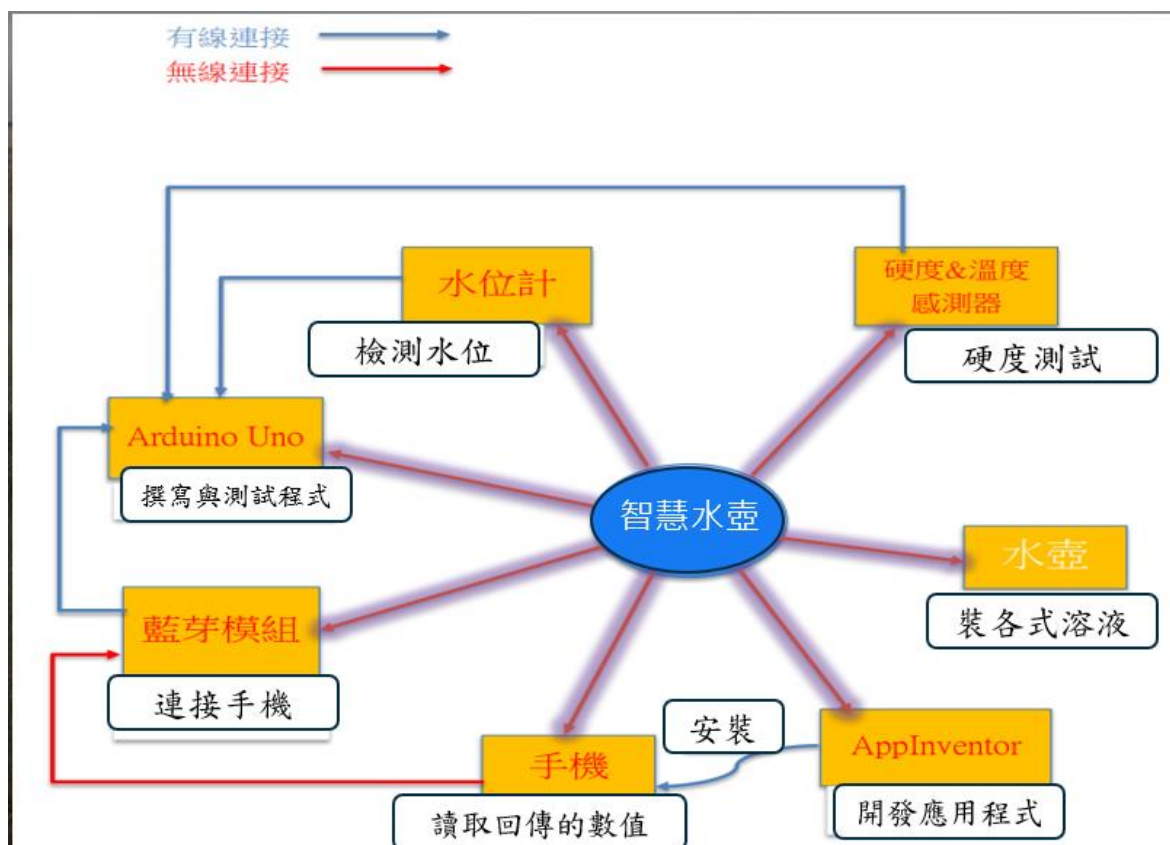 有線連接
無線連接
水位計
檢測水位
硬度&溫度
感測器
硬度測試
Arduino Uno
撰寫與測試程式
智慧水壺
水壺
裝各式溶液
藍芽模組
連接手機
安裝
手機
讀取回傳的數值
AppInventor
開發應用程式